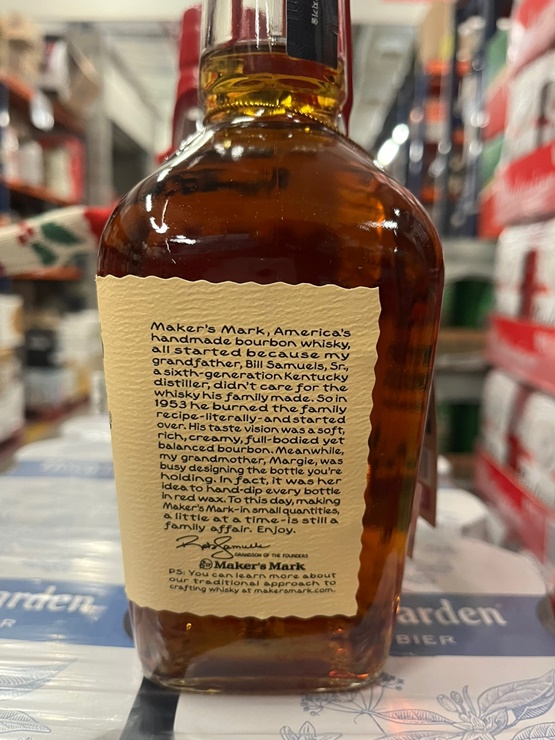 Maker's Mark, America's
handmade bourbon whisky,
all started because my
grandfather, Bill Samuels, Sr.,
a sixth-generation Kentucky
distiller, didn't care for the
whisky his family made. So in
1953 he burned the family
recipe-literally-and started
over. His taste vision was a soft,
rich, creamy, full-bodied yet
balanced bourbon. Meanwhile,
my grandmother, Margie, was
busy designing the bottle you're
holding. In fact, it was her
idea to hand-dip every bottle
in red wax. To this day, making
Maker's Mark-in small quantities,
a little at a time-is still a
family affair. Enjoy.
Rob Samuels
GRANDSON OF THE FOUNDERS
Maker's Mark
P.S.: You can learn more about
our traditional approach to
crafting whisky at makersmark.com.
arden
arden
BIER